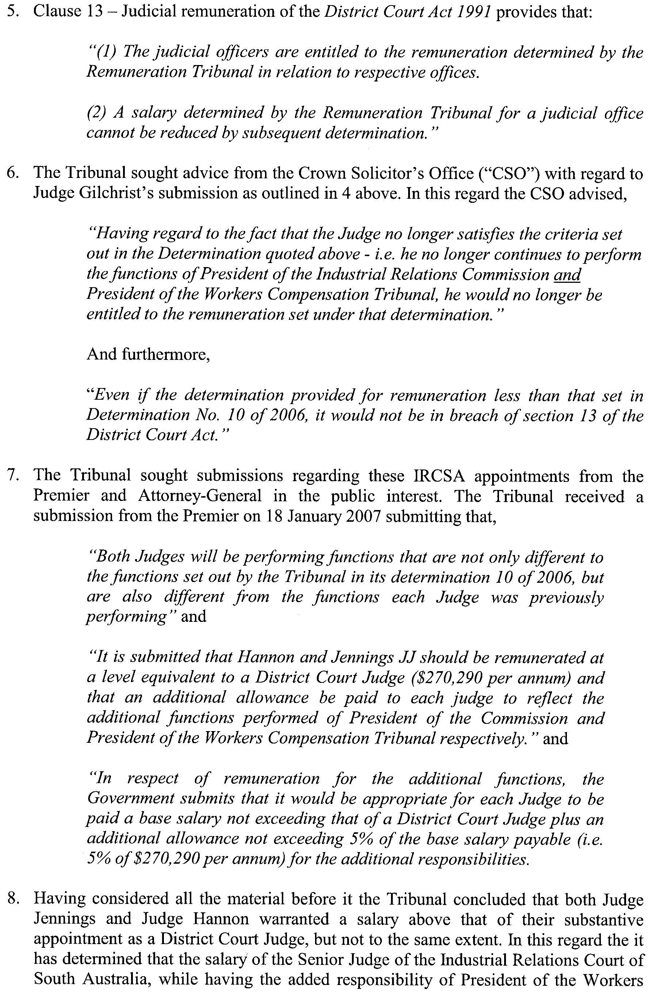 5. Clause 13 – Judicial remuneration of the District Court Act 1991 provides that:
“(1) The judicial officers are entitled to the remuneration determined by the
Remuneration Tribunal in relation to respective offices.
(2) A salary determined by the Remuneration Tribunal for a judicial office
cannot be reduced by subsequent determination.”
6. The Tribunal sought advice from the Crown Solicitor’s Office (“CSO”) with regard to
Judge Gilchrist’s submission as outlined in 4 above. In this regard the CSO advised,
“Having regard to the fact that the Judge no longer satisfies the criteria set
out in the Determination quoted above - i.e. he no longer continues to perform
the functions of President of the Industrial Relations Commission and
President of the Workers Compensation Tribunal, he would no longer be
entitled to the remuneration set under that determination.”
And furthermore,
“Even if the determination provided for remuneration less than that set in
Determination No. 10 of 2006, it would not be in breach of section 13 of the
District Court Act.”
7. The Tribunal sought submissions regarding these IRCSA appointments from the
Premier and Attorney-General in the public interest. The Tribunal received a
submission from the Premier on 18 January 2007 submitting that,
“Both Judges will be performing functions that are not only different to
the functions set out by the Tribunal in its determination 10 of 2006, but
are also different from the functions each Judge was previously
performing” and
“It is submitted that Hannon and Jennings JJ should be remunerated at
a level equivalent to a District Court Judge ($270,290 per annum) and
that an additional allowance be paid to each judge to reflect the
additional functions performed of President of the Commission and
President of the Workers Compensation Tribunal respectively.” and
“In respect of remuneration for the additional functions, the
Government submits that it would be appropriate for each Judge to be
paid a base salary not exceeding that of a District Court Judge plus an
additional allowance not exceeding 5% of the base salary payable (i.e.
5% of $270,290 per annum) for the additional responsibilities.
8. Having considered all the material before it the Tribunal concluded that both Judge
Jennings and Judge Hannon warranted a salary above that of their substantive
appointment as a District Court Judge, but not to the same extent. In this regard the it
has determined that the salary of the Senior Judge of the Industrial Relations Court of
South Australia, while having the added responsibility of President of the Workers